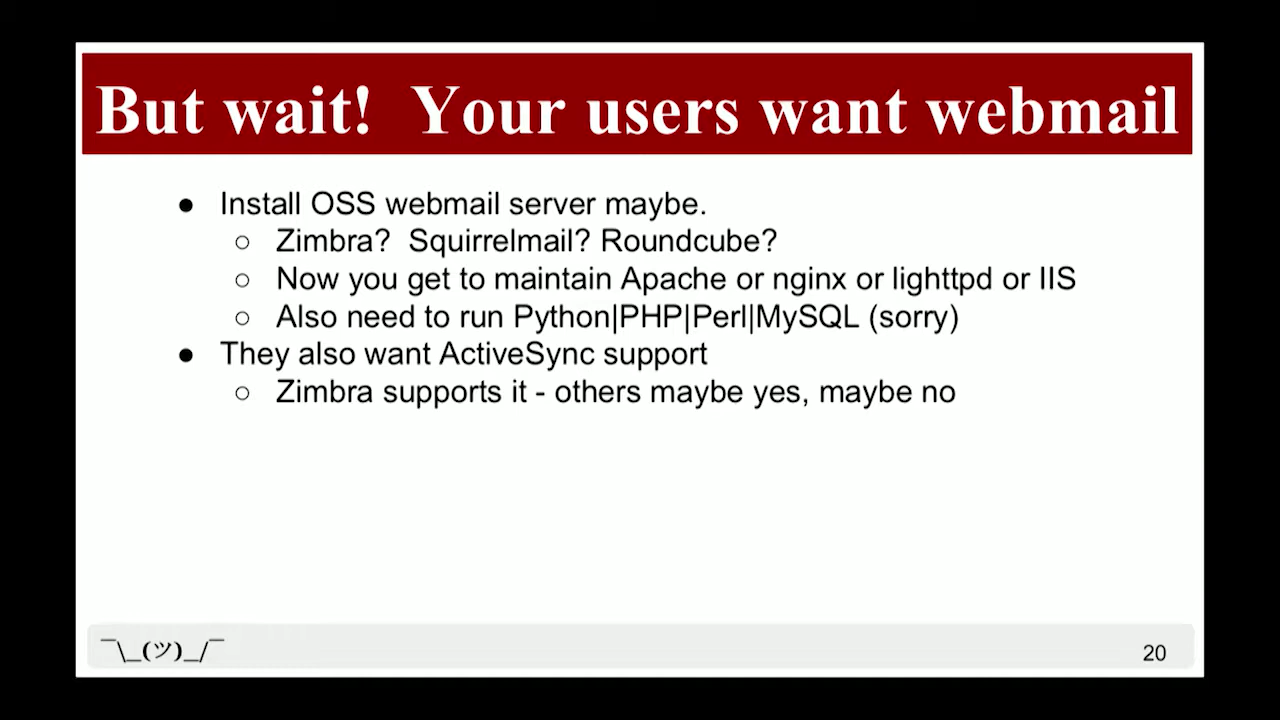 But wait!  Your users want webmail
● Install OSS webmail server maybe.
○ Zimbra?  Squirrelmail? Roundcube?
○ Now you get to maintain Apache or nginx or lighttpd or IIS
○ Also need to run Python|PHP|Perl|MySQL (sorry)
● They also want ActiveSync support
○ Zimbra supports it - others maybe yes, maybe no
¯\_(ツ)_/¯
20